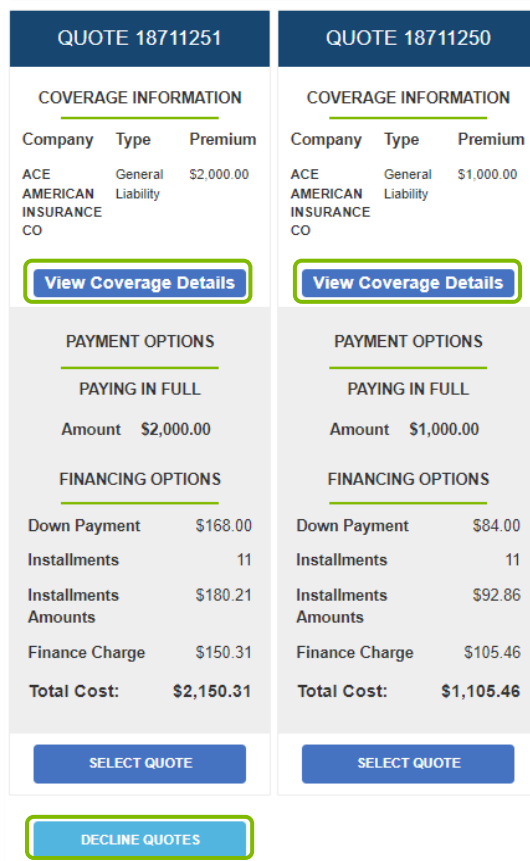 QUOTE 18711251
COVERAGE INFORMATION
Company Type Premium
ACE General $2,000.00
AMERICAN Liability
INSURANCE
CO
View Coverage Details
PAYMENT OPTIONS
PAYING IN FULL
Amount $2,000.00
FINANCING OPTIONS
Down Payment $168.00
Installments 11
Installments $180.21
Amounts
Finance Charge $150.31
Total Cost: $2,150.31
SELECT QUOTE
DECLINE QUOTES
QUOTE 18711250
COVERAGE INFORMATION
Company Type Premium
ACE General $1,000.00
AMERICAN Liability
INSURANCE
CO
View Coverage Details
PAYMENT OPTIONS
PAYING IN FULL
Amount $1,000.00
FINANCING OPTIONS
Down Payment $84.00
Installments 11
Installments $92.86
Amounts
Finance Charge $105.46
Total Cost: $1,105.46
SELECT QUOTE